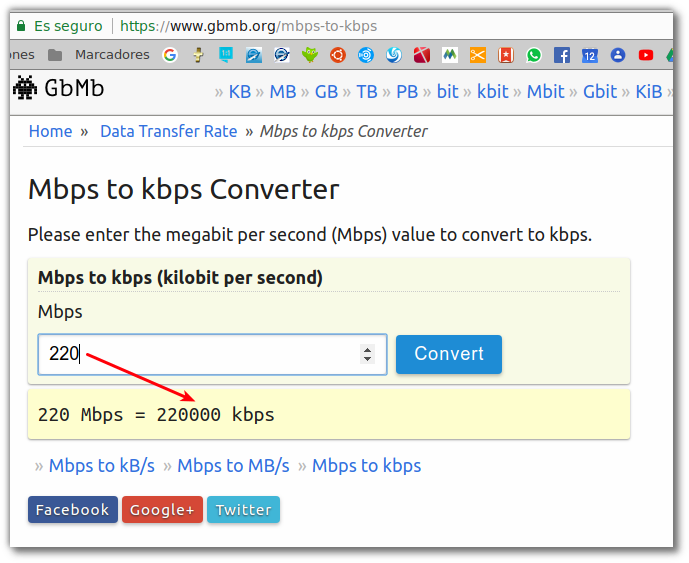 Es seguro https://www.gbmb.org/mbps-to-kbps
ones Marcadores 12
GbMb » KB » MB » GB » TB » PB » bit » kbit » Mbit » Gbit » KiB »
Home » Data Transfer Rate » Mbps to kbps Converter
Mbps to kbps Converter
Please enter the megabit per second (Mbps) value to convert to kbps.
Mbps to kbps (kilobit per second)
Mbps
220 Convert
220 Mbps = 220000 kbps
» Mbps to kB/s » Mbps to MB/s » Mbps to kbps
Facebook Google+ Twitter